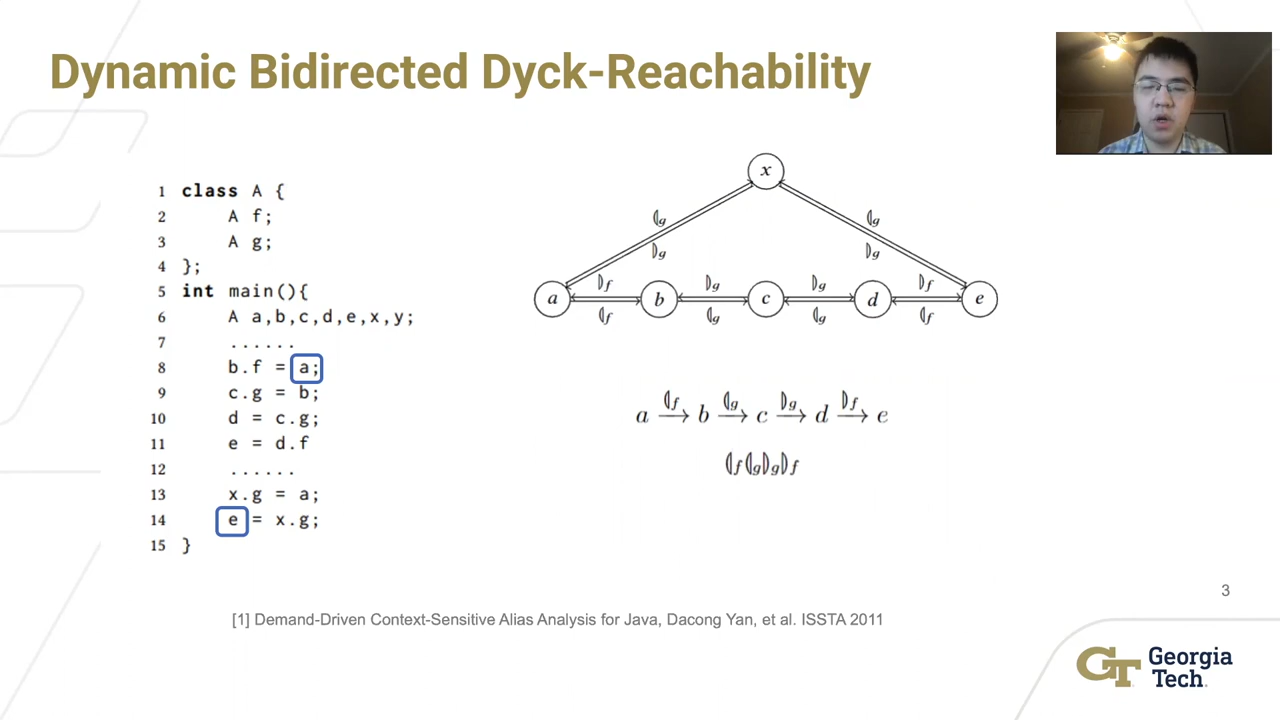 Dynamic Bidirected Dyck-Reachability
1 class A {
2 A f;
3 A g;
4 };
5 int main(){
6 A a,b,c,d,e,x,y;
7 ......
8 b.f = a;
9 c.g = b;
10 d = c.g;
11 e = d.f
12 ......
13 x.g = a;
14 e = x.g;
15 }
x
⦇g ⦇g
⦈g ⦈g
⦈f ⦈g ⦈g ⦈f
a b c d e
⦇f ⦇g ⦇g ⦇f
a ⦇f→ b ⦇g→ c ⦈g→ d ⦈f→ e
⦇f⦇g⦈g⦈f
3
[1] Demand-Driven Context-Sensitive Alias Analysis for Java, Dacong Yan, et al. ISSTA 2011
GT Georgia
Tech.